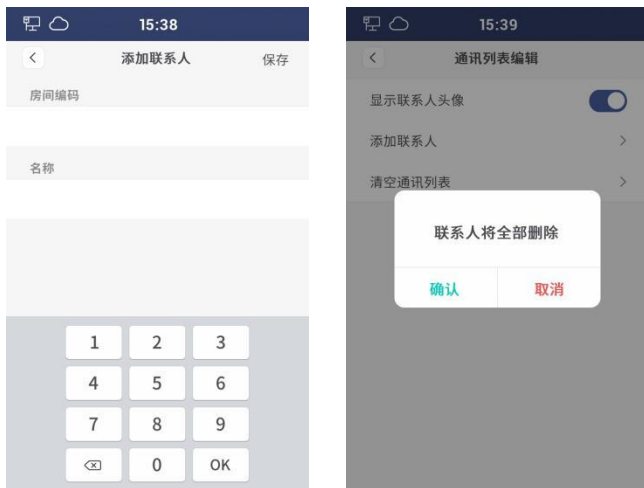 15:38
添加联系人 保存
房间编码
名称
1 2 3
4 5 6
7 8 9
0 OK
15:39
通讯列表编辑
显示联系人头像
添加联系人
清空通讯列表
联系人将全部删除
确认 取消